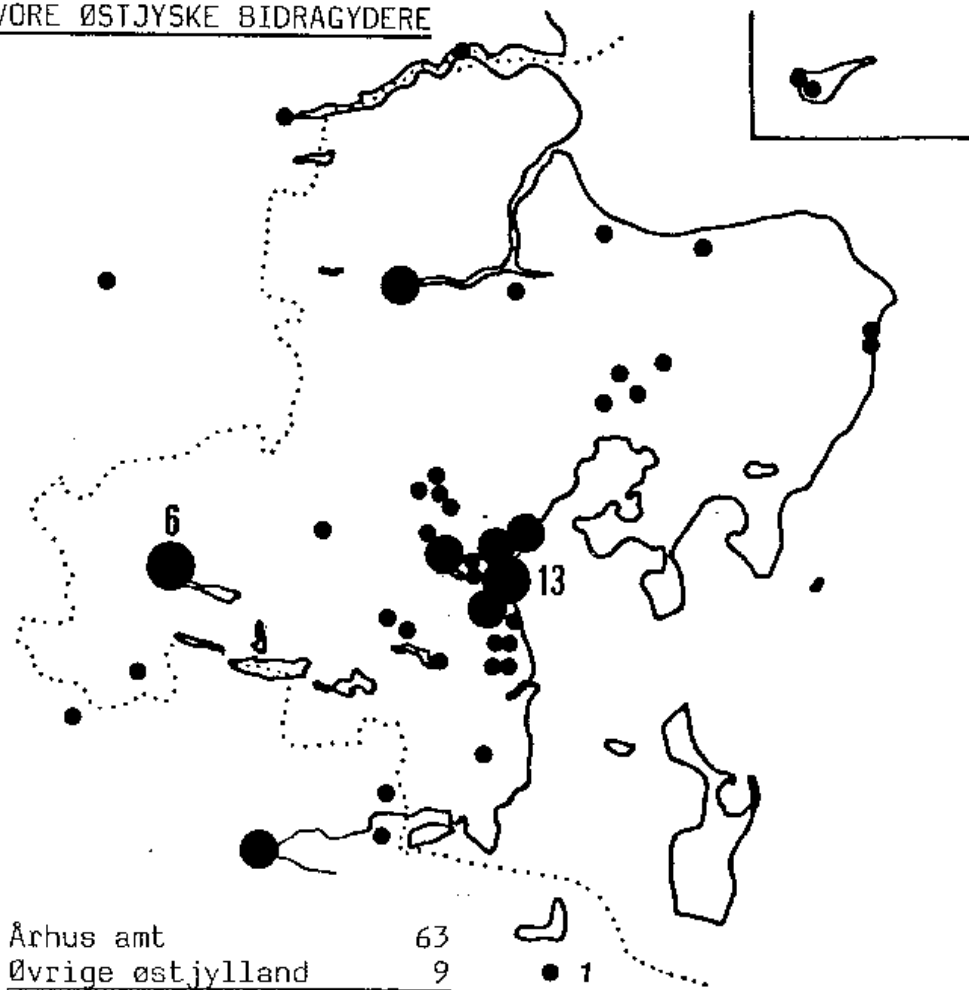 VORE ØSTJYSKE BIDRAGYDERE
6
13
Århus amt 63
Øvrige østjylland 9
1